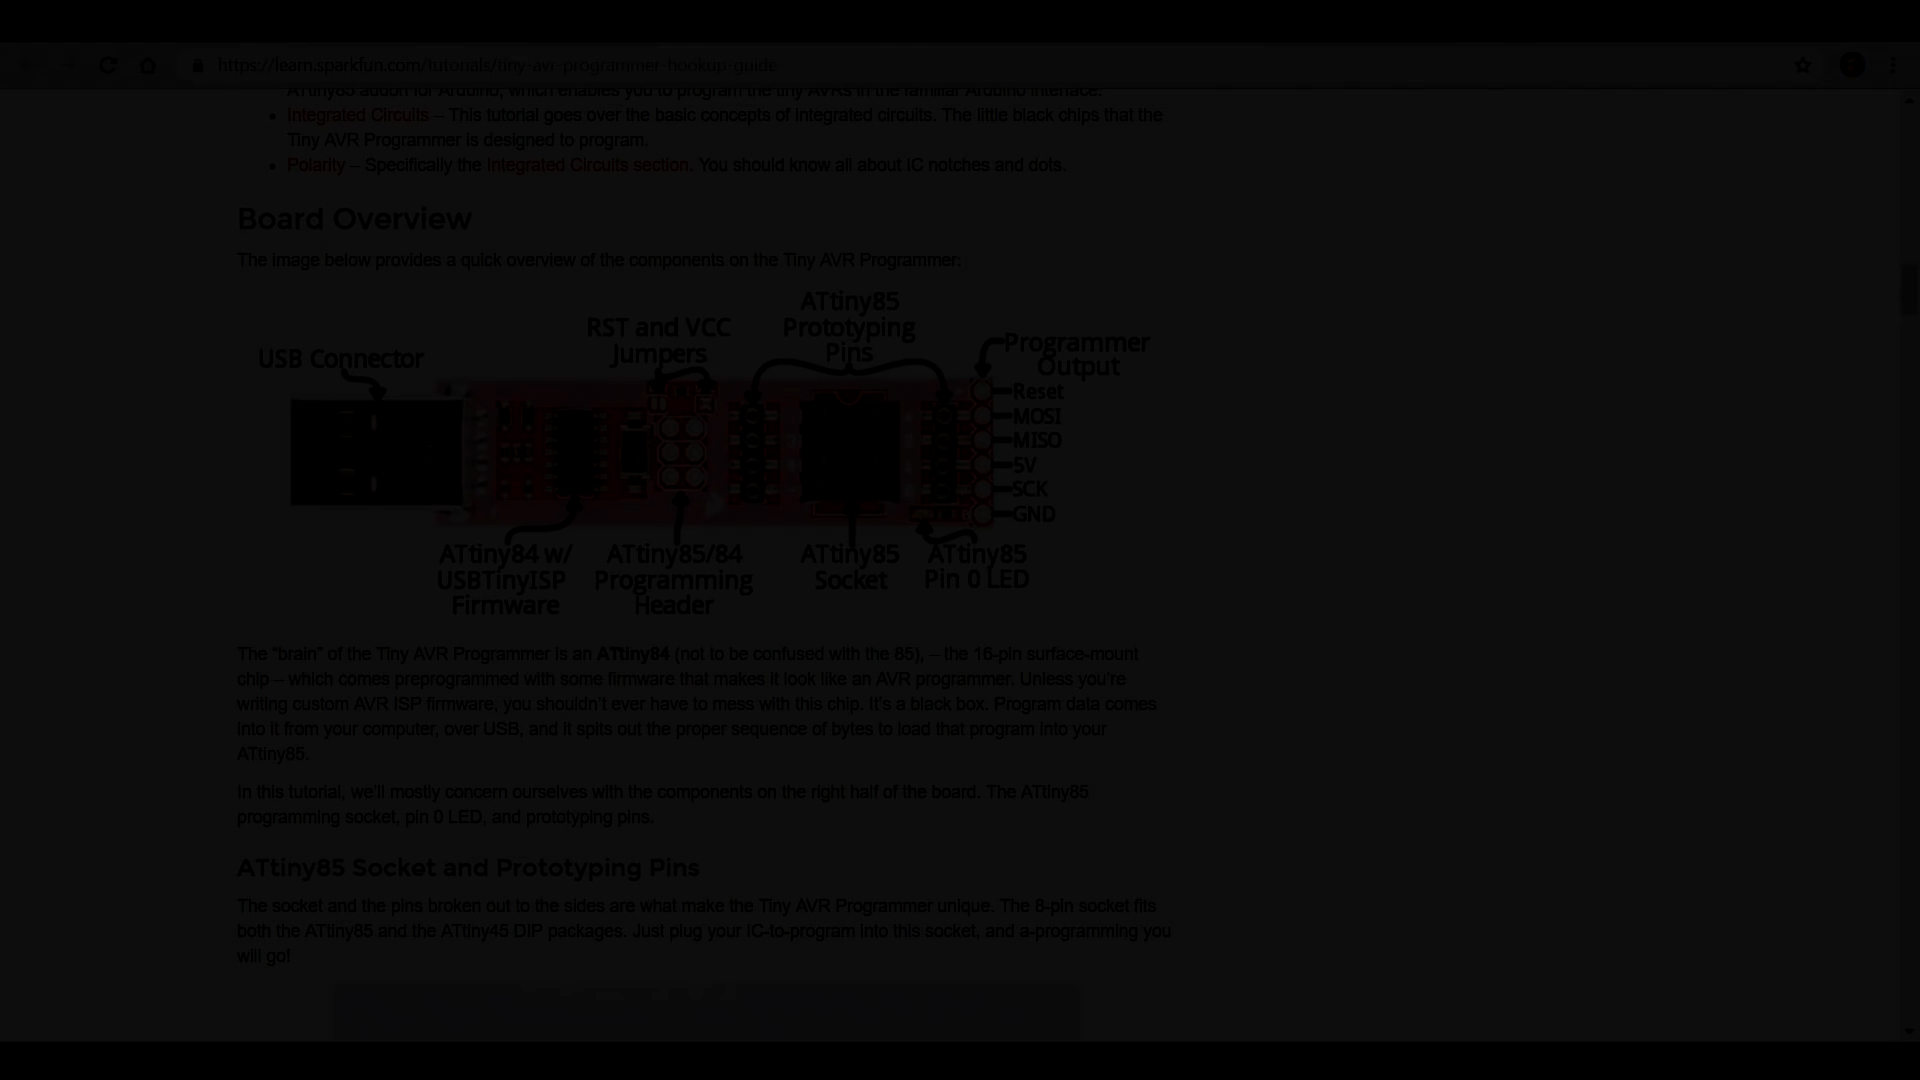 https://learn.sparkfun.com/tutorials/tiny-avr-programmer-hookup-guide
ATtiny85 addon for Arduino, which enables you to program the tiny AVRs in the familiar Arduino interface.
Integrated Circuits – This tutorial goes over the basic concepts of integrated circuits. The little black chips that the
Tiny AVR Programmer is designed to program.
Polarity – Specifically the Integrated Circuits section. You should know all about IC notches and dots.
Board Overview
The image below provides a quick overview of the components on the Tiny AVR Programmer:
USB Connector
RST and VCC
Jumpers
ATtiny85
Prototyping
Pins
Programmer
Output
Reset
MOSI
MISO
5V
SCK
GND
ATtiny84 w/
USBTinyISP
Firmware
ATtiny85/84
Programming
Header
ATtiny85
Socket
ATtiny85
Pin 0 LED
The “brain” of the Tiny AVR Programmer is an ATtiny84 (not to be confused with the 85), – the 16-pin surface-mount
chip – which comes preprogrammed with some firmware that makes it look like an AVR programmer. Unless you’re
writing custom AVR ISP firmware, you shouldn’t ever have to mess with this chip. It’s a black box. Program data comes
into it from your computer, over USB, and it spits out the proper sequence of bytes to load that program into your
ATtiny85.
In this tutorial, we’ll mostly concern ourselves with the components on the right half of the board. The ATtiny85
programming socket, pin 0 LED, and prototyping pins.
ATtiny85 Socket and Prototyping Pins
The socket and the pins broken out to the sides are what make the Tiny AVR Programmer unique. The 8-pin socket fits
both the ATtiny85 and the ATtiny45 DIP packages. Just plug your IC-to-program into this socket, and a-programming you
will go!